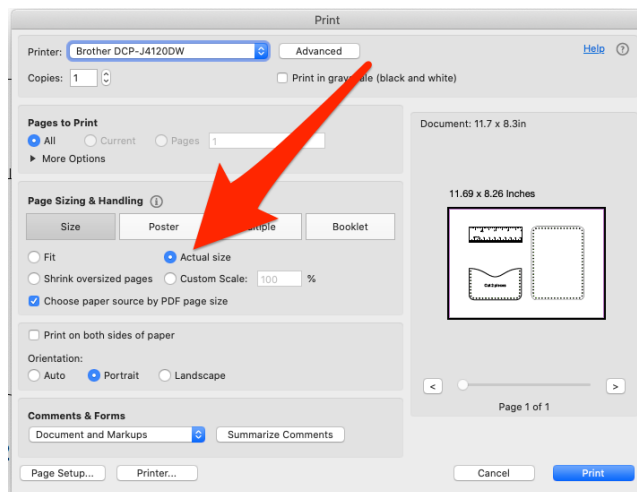 Print
Printer: Brother DCP-J4120DW Advanced Help ?
Copies: 1 Print in grayscale (black and white)
Pages to Print
All Current Pages 1
More Options
Document: 11.7 x 8.3in
Page Sizing & Handling i
Size Poster Booklet
11.69 x 8.26 Inches
Fit Actual size
Shrink oversized pages Custom Scale: 100 %
Choose paper source by PDF page size
Cut 2 pieces
Print on both sides of paper
Orientation:
Auto Portrait Landscape
< >
Page 1 of 1
Comments & Forms
Document and Markups Summarize Comments
Page Setup... Printer... Cancel Print